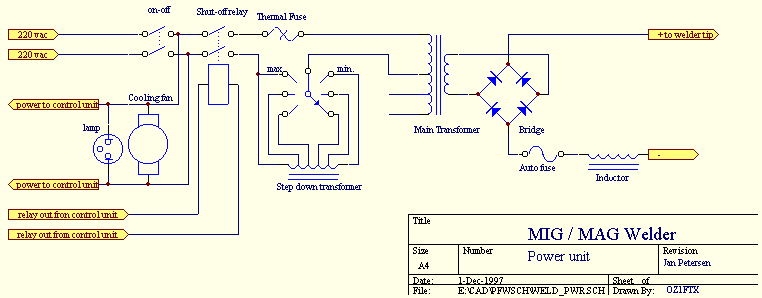 on-off
Shut-off relay
Thermal Fuse
220 vac
220 vac
+ to welder tip
max
min.
power to control unit
Cooling fan
lamp
Main Transformer
Bridge
Auto fuse
-
Inductor
power to control unit
Step down transformer
relay out fron control unit
relay out from control unit
Title
MIG / MAG Welder
Size
A4
Number
Power unit
Revision
Jan Petersen
Date:
1-Dec-1997
Sheet of
File:
E:\CAD\PFWSCH\WELD_PWR.SCH
Drawn By:
OZ1FTX